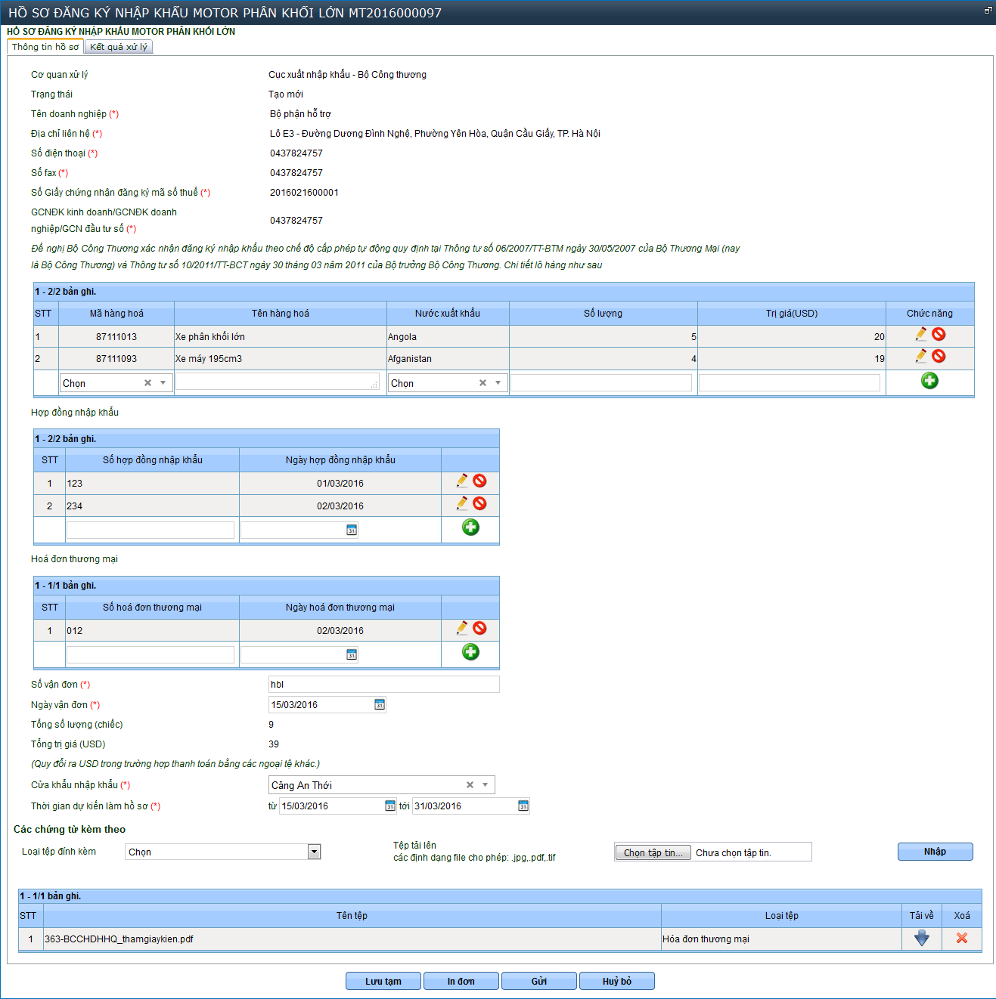 HỒ SƠ ĐĂNG KÝ NHẬP KHẨU MOTOR PHÂN KHỐI LỚN MT2016000097
HỒ SƠ ĐĂNG KÝ NHẬP KHẨU MOTOR PHÂN KHỐI LỚN
Thông tin hồ sơ Kết quả xử lý
Cơ quan xử lý Cục xuất nhập khẩu - Bộ Công thương
Trạng thái Tạo mới
Tên doanh nghiệp (*) Bộ phận hỗ trợ
Địa chỉ liên hệ (*) Lô E3 - Đường Dương Đình Nghệ, Phường Yên Hòa, Quận Cầu Giấy, TP. Hà Nội
Số điện thoại (*) 0437824757
Số fax (*) 0437824757
Số Giấy chứng nhận đăng ký mã số thuế (*) 2016021600001
GCNĐK kinh doanh/GCNĐK doanh
nghiệp/GCN đầu tư số (*) 0437824757
Đề nghị Bộ Công Thương xác nhận đăng ký nhập khẩu theo chế độ cấp phép tự động quy định tại Thông tư số 06/2007/TT-BTM ngày 30/05/2007 của Bộ Thương Mại (nay
là Bộ Công Thương) và Thông tư số 10/2011/TT-BCT ngày 30 tháng 03 năm 2011 của Bộ trưởng Bộ Công Thương. Chi tiết lô hàng như sau
1 - 2/2 bản ghi.
STT Mã hàng hoá Tên hàng hoá Nước xuất khẩu Số lượng Trị giá(USD) Chức năng
1 87111013 Xe phân khối lớn Angola 5 20
2 87111093 Xe máy 195cm3 Afganistan 4 19
Chọn Chọn
Hợp đồng nhập khẩu
1 - 2/2 bản ghi.
STT Số hợp đồng nhập khẩu Ngày hợp đồng nhập khẩu
1 123 01/03/2016
2 234 02/03/2016
31
Hoá đơn thương mại
1 - 1/1 bản ghi.
STT Số hoá đơn thương mại Ngày hoá đơn thương mại
1 012 02/03/2016
31
Số vận đơn (*) hbl
Ngày vận đơn (*) 15/03/2016 31
Tổng số lượng (chiếc) 9
Tổng trị giá (USD) 39
(Quy đổi ra USD trong trường hợp thanh toán bằng các ngoại tệ khác.)
Cửa khẩu nhập khẩu (*) Cảng An Thới
Thời gian dự kiến làm hồ sơ (*) từ 15/03/2016 31 tới 31/03/2016 31
Các chứng từ kèm theo
Loại tệp đính kèm Chọn
Tệp tải lên
các định dạng file cho phép: .jpg,.pdf,.tif
Chọn tập tin... Chưa chọn tập tin. Nhập
1 - 1/1 bản ghi.
STT Tên tệp Loại tệp Tải về Xoá
1 363-BCCHDHHQ_thamgiaykien.pdf Hóa đơn thương mại
Lưu tạm In đơn Gửi Huỷ bỏ